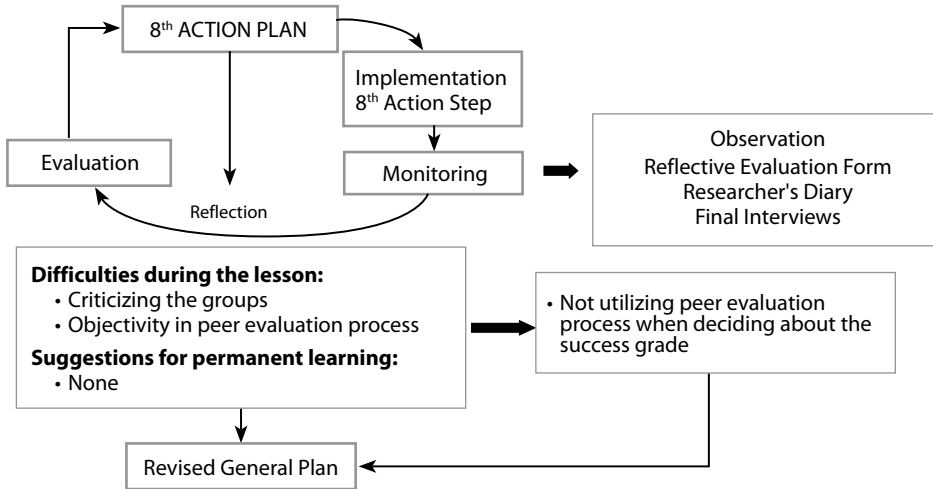 8th ACTION PLAN
Implementation
8th Action Step
Evaluation
Monitoring
Reflection
Observation
Reflective Evaluation Form
Researcher's Diary
Final Interviews
Difficulties during the lesson:
• Criticizing the groups
• Objectivity in peer evaluation process
Suggestions for permanent learning:
• None
• Not utilizing peer evaluation
process when deciding about the
success grade
Revised General Plan